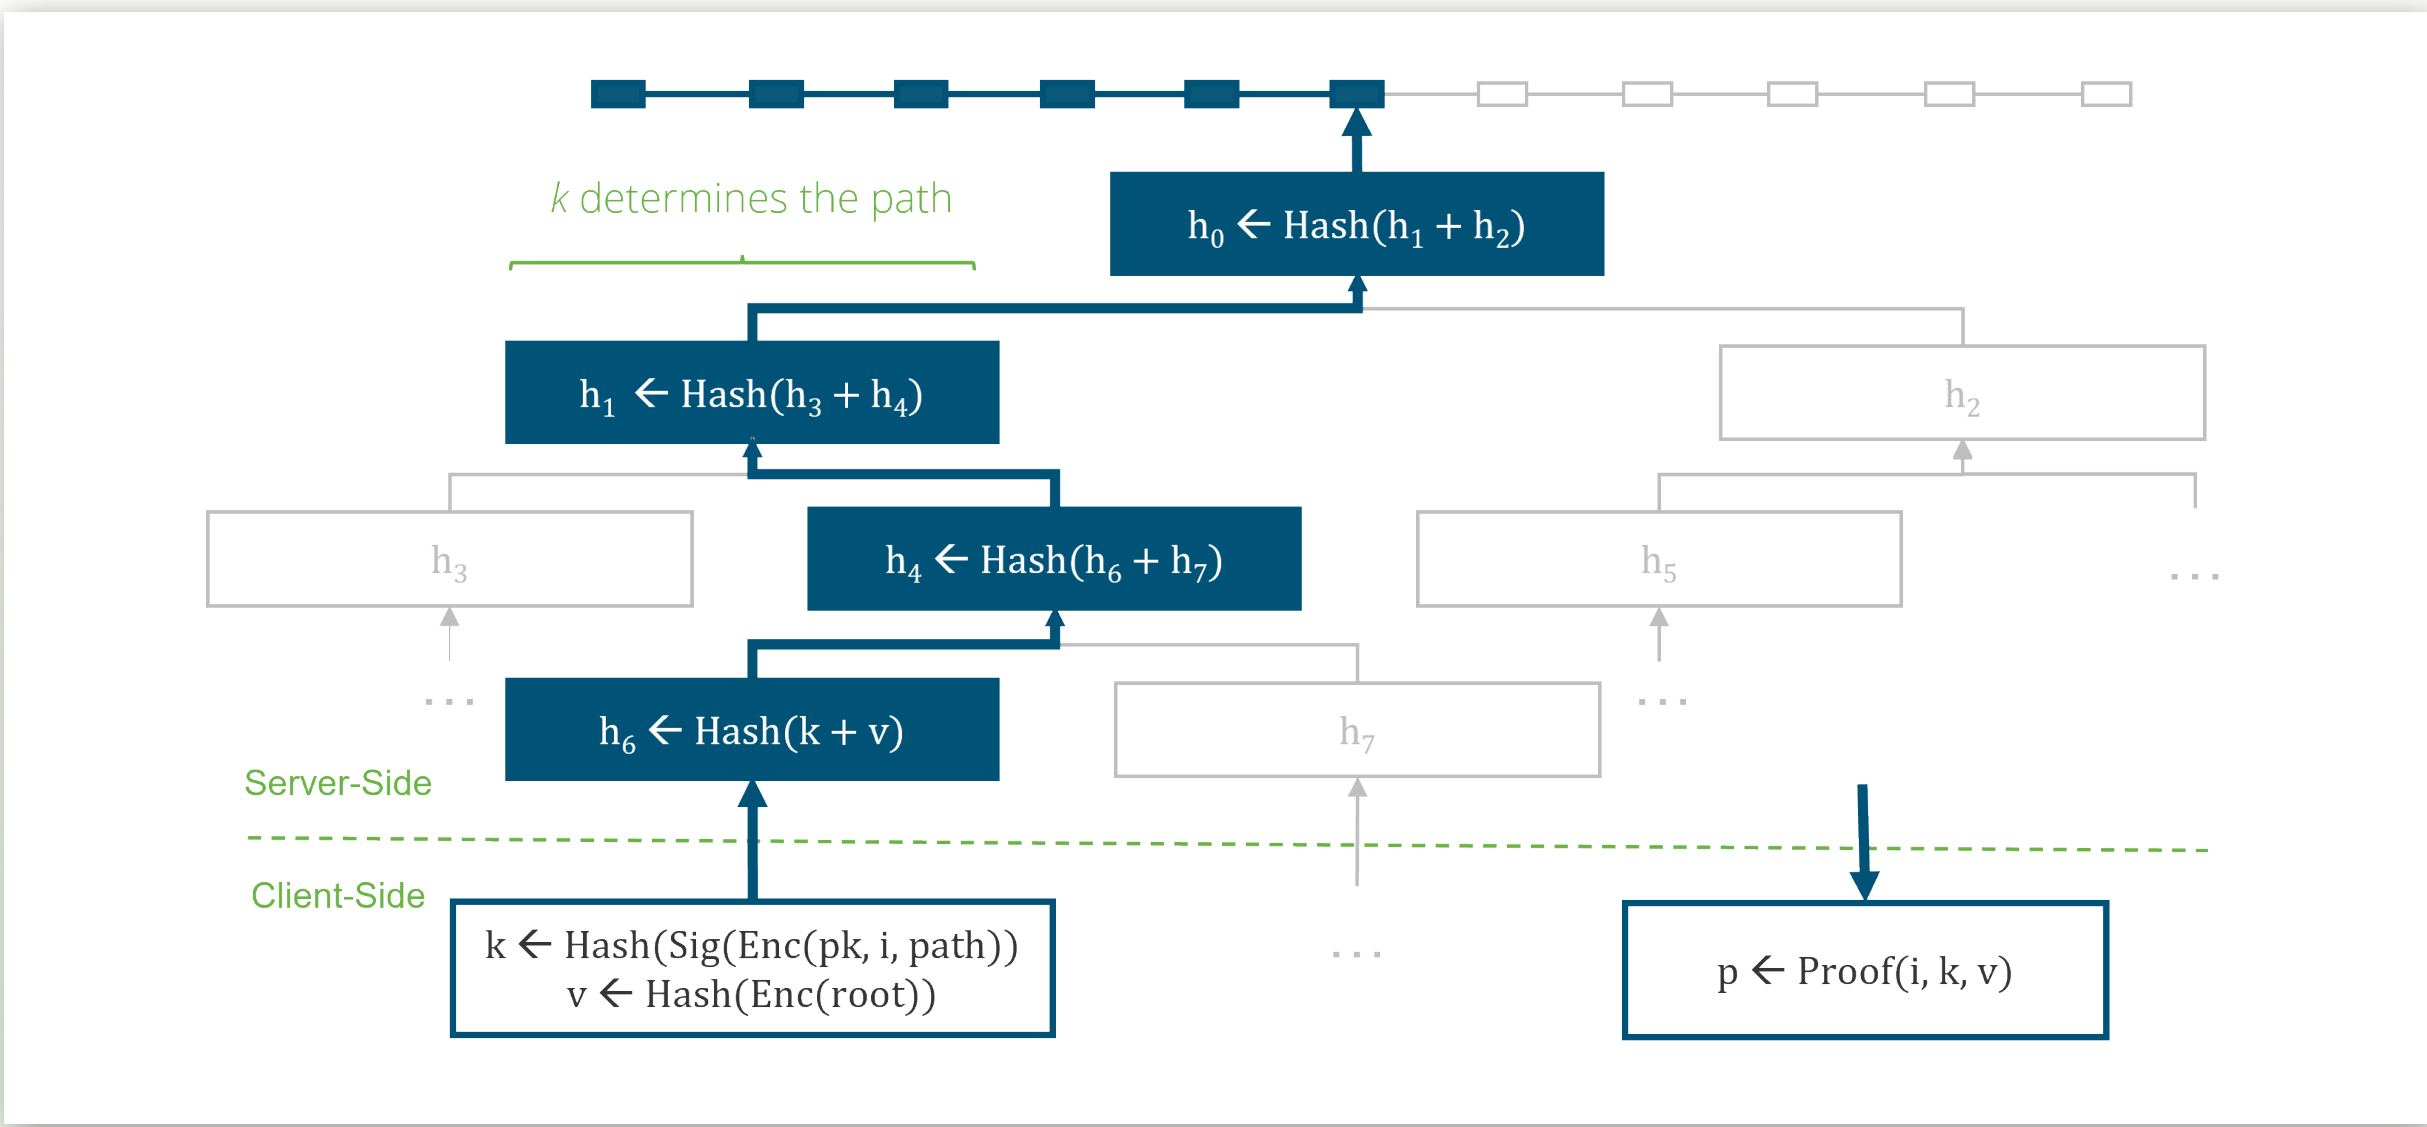 k determines the path
h₀ ← Hash(h₁ + h₂)
h₁ ← Hash(h₃ + h₄)
h₂
h₃
h₄ ← Hash(h₆ + h₇)
h₅
...
...
...
h₆ ← Hash(k + v)
h₇
Server-Side
Client-Side
k ← Hash(Sig(Enc(pk, i, path))
v ← Hash(Enc(root))
...
p ← Proof(i, k, v)